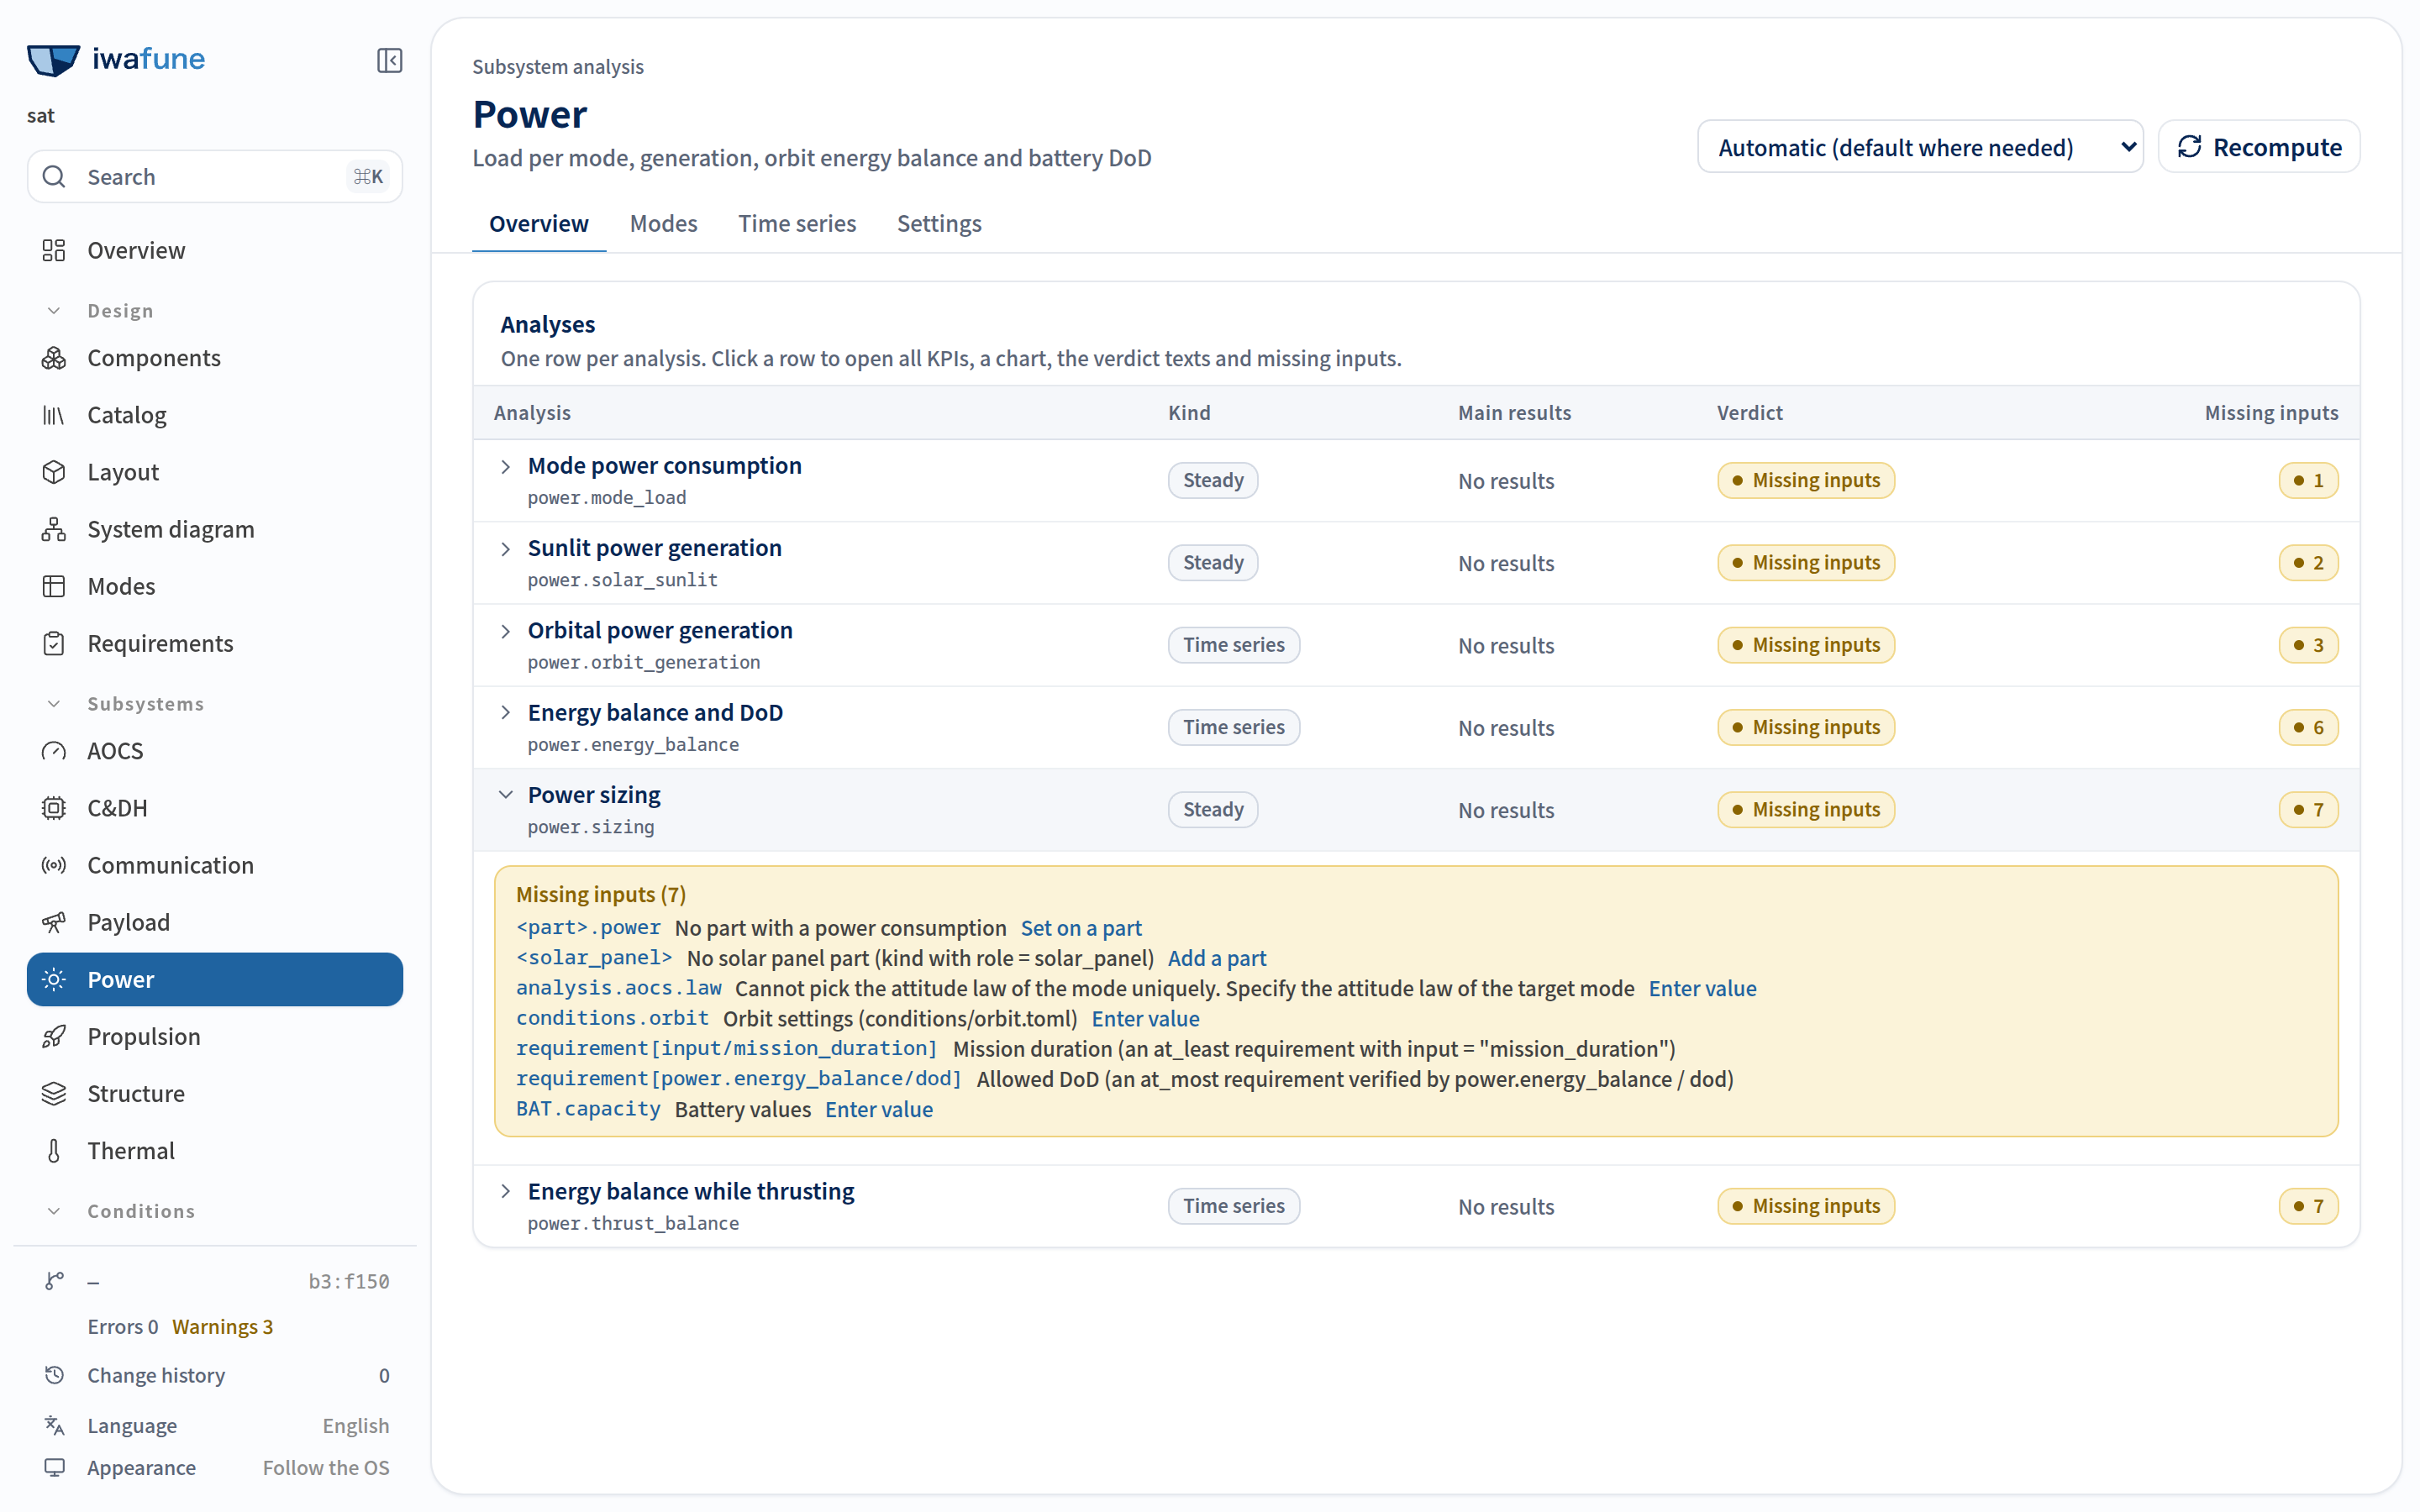 iwafune
sat
Search ⌘K
Overview
Design
Components
Catalog
Layout
System diagram
Modes
Requirements
Subsystems
AOCS
C&DH
Communication
Payload
Power
Propulsion
Structure
Thermal
Conditions
– b3:f150
Errors 0 Warnings 3
Change history 0
Language English
Appearance Follow the OS
Subsystem analysis
Power
Load per mode, generation, orbit energy balance and battery DoD
Automatic (default where needed) Recompute
Overview Modes Time series Settings
Analyses
One row per analysis. Click a row to open all KPIs, a chart, the verdict texts and missing inputs.
Analysis Kind Main results Verdict Missing inputs
Mode power consumption
power.mode_load
Steady No results Missing inputs 1
Sunlit power generation
power.solar_sunlit
Steady No results Missing inputs 2
Orbital power generation
power.orbit_generation
Time series No results Missing inputs 3
Energy balance and DoD
power.energy_balance
Time series No results Missing inputs 6
Power sizing
power.sizing
Steady No results Missing inputs 7
Missing inputs (7)
<part>.power No part with a power consumption Set on a part
<solar_panel> No solar panel part (kind with role = solar_panel) Add a part
analysis.aocs.law Cannot pick the attitude law of the mode uniquely. Specify the attitude law of the target mode Enter value
conditions.orbit Orbit settings (conditions/orbit.toml) Enter value
requirement[input/mission_duration] Mission duration (an at_least requirement with input = "mission_duration")
requirement[power.energy_balance/dod] Allowed DoD (an at_most requirement verified by power.energy_balance / dod)
BAT.capacity Battery values Enter value
Energy balance while thrusting
power.thrust_balance
Time series No results Missing inputs 7